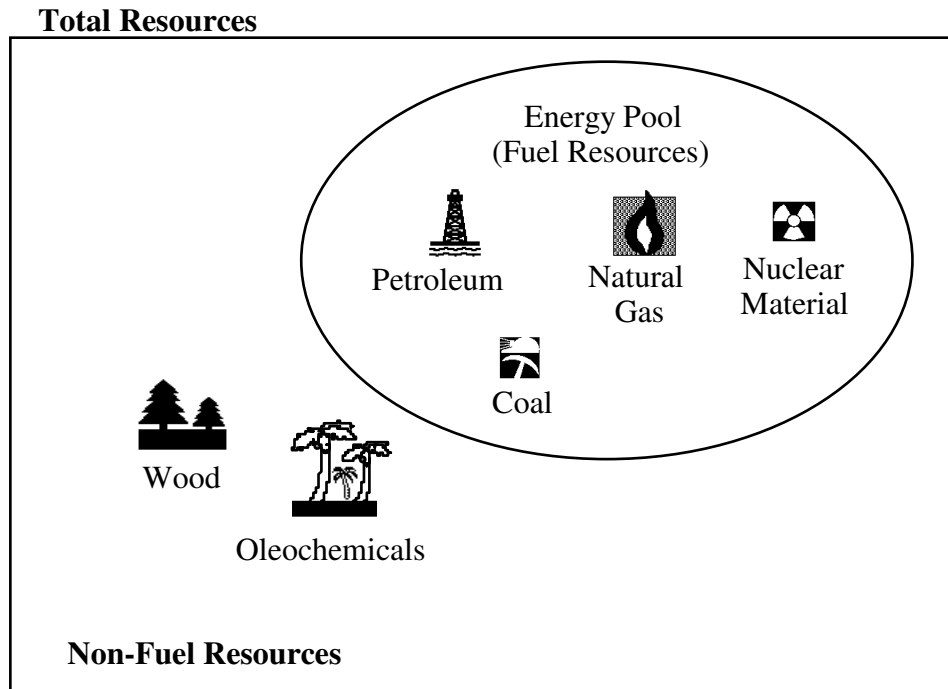 Total Resources
Energy Pool
(Fuel Resources)
Petroleum
Natural
Gas
Nuclear
Material
Coal
Wood
Oleochemicals
Non-Fuel Resources